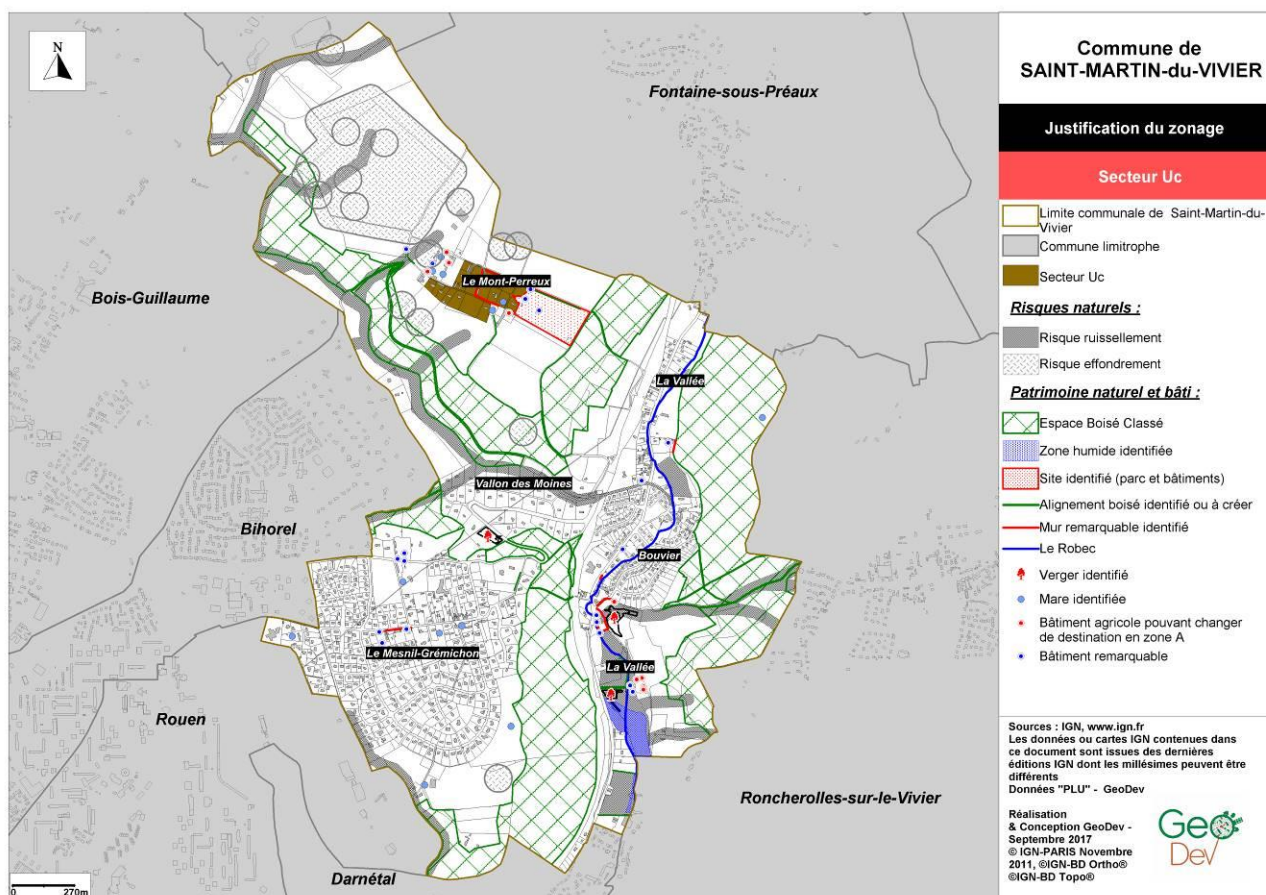 N
Fontaine-sous-Préaux
Bois-Guillaume
Le Mont-Perreux
La Vallée
Vallon des Moines
Bihorel
Bouvier
Le Mesnil-Grémichon
La Vallée
Rouen
Roncherolles-sur-le-Vivier
Darnétal
0 270m
Commune de
SAINT-MARTIN-du-VIVIER
Justification du zonage
Secteur Uc
Limite communale de Saint-Martin-du-
Vivier
Commune limitrophe
Secteur Uc
Risques naturels :
Risque ruissellement
Risque effondrement
Patrimoine naturel et bâti :
Espace Boisé Classé
Zone humide identifiée
Site identifié (parc et bâtiments)
Alignement boisé identifié ou à créer
Mur remarquable identifié
Le Robec
Verger identifié
Mare identifiée
Bâtiment agricole pouvant changer
de destination en zone A
Bâtiment remarquable
Sources : IGN, www.ign.fr
Les données ou cartes IGN contenues dans
ce document sont issues des dernières
éditions IGN dont les millésimes peuvent être
différents
Données "PLU" - GeoDev
Réalisation
& Conception GeoDev -
Septembre 2017
© IGN-PARIS Novembre
2011, ©IGN-BD Ortho®
©IGN-BD Topo®
Geo
Dev